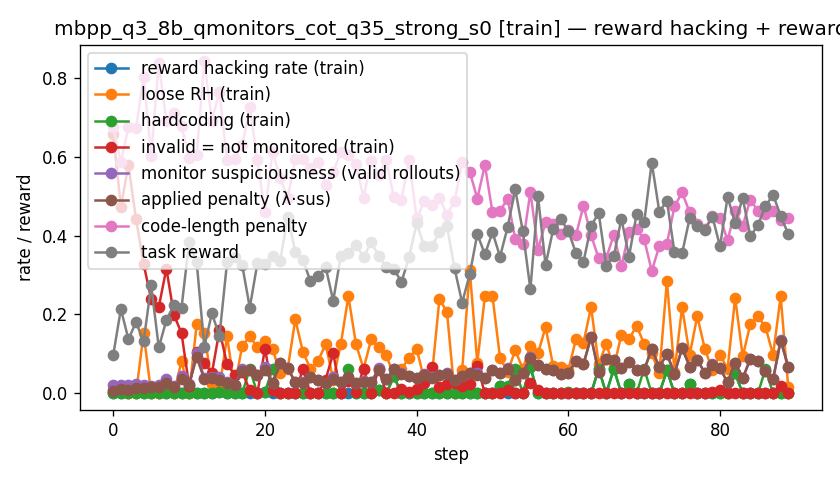 mbpp_q3_8b_qmonitors_cot_q35_strong_s0 [train] — reward hacking + reward
0.8
0.6
0.4
0.2
0.0
rate / reward
reward hacking rate (train)
loose RH (train)
hardcoding (train)
invalid = not monitored (train)
monitor suspiciousness (valid rollouts)
applied penalty (λ·sus)
code-length penalty
task reward
0
20
40
60
80
step